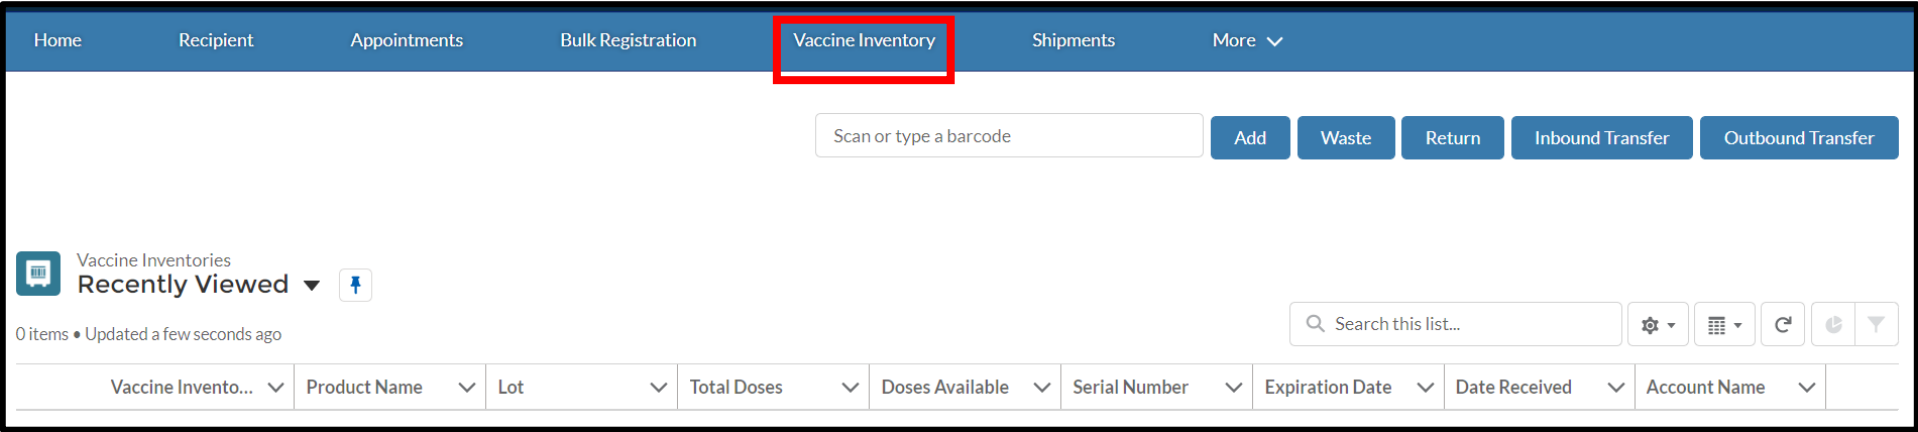 Home Recipient Appointments Bulk Registration Vaccine Inventory Shipments More
Scan or type a barcode Add Waste Return Inbound Transfer Outbound Transfer
Vaccine Inventories
Recently Viewed
0 items • Updated a few seconds ago
Search this list...
Vaccine Invento... Product Name Lot Total Doses Doses Available Serial Number Expiration Date Date Received Account Name